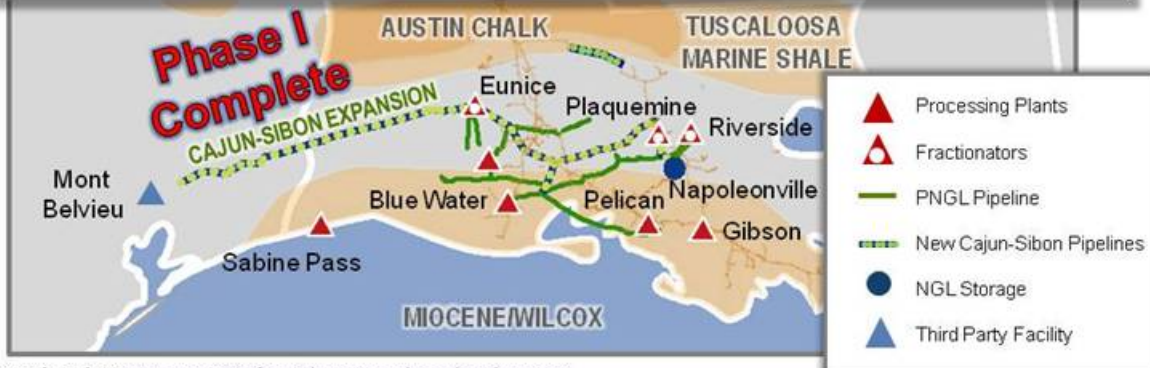 AUSTIN CHALK
TUSCALOOSA
MARINE SHALE
Phase I
Complete
CAJUN-SIBON EXPANSION
Eunice
Plaquemine
Riverside
Mont
Belvieu
Blue Water
Pelican
Napoleonville
Gibson
Sabine Pass
MIOCENE/WILCOX
Processing Plants
Fractionators
PNGL Pipeline
New Cajun-Sibon Pipelines
NGL Storage
Third Party Facility